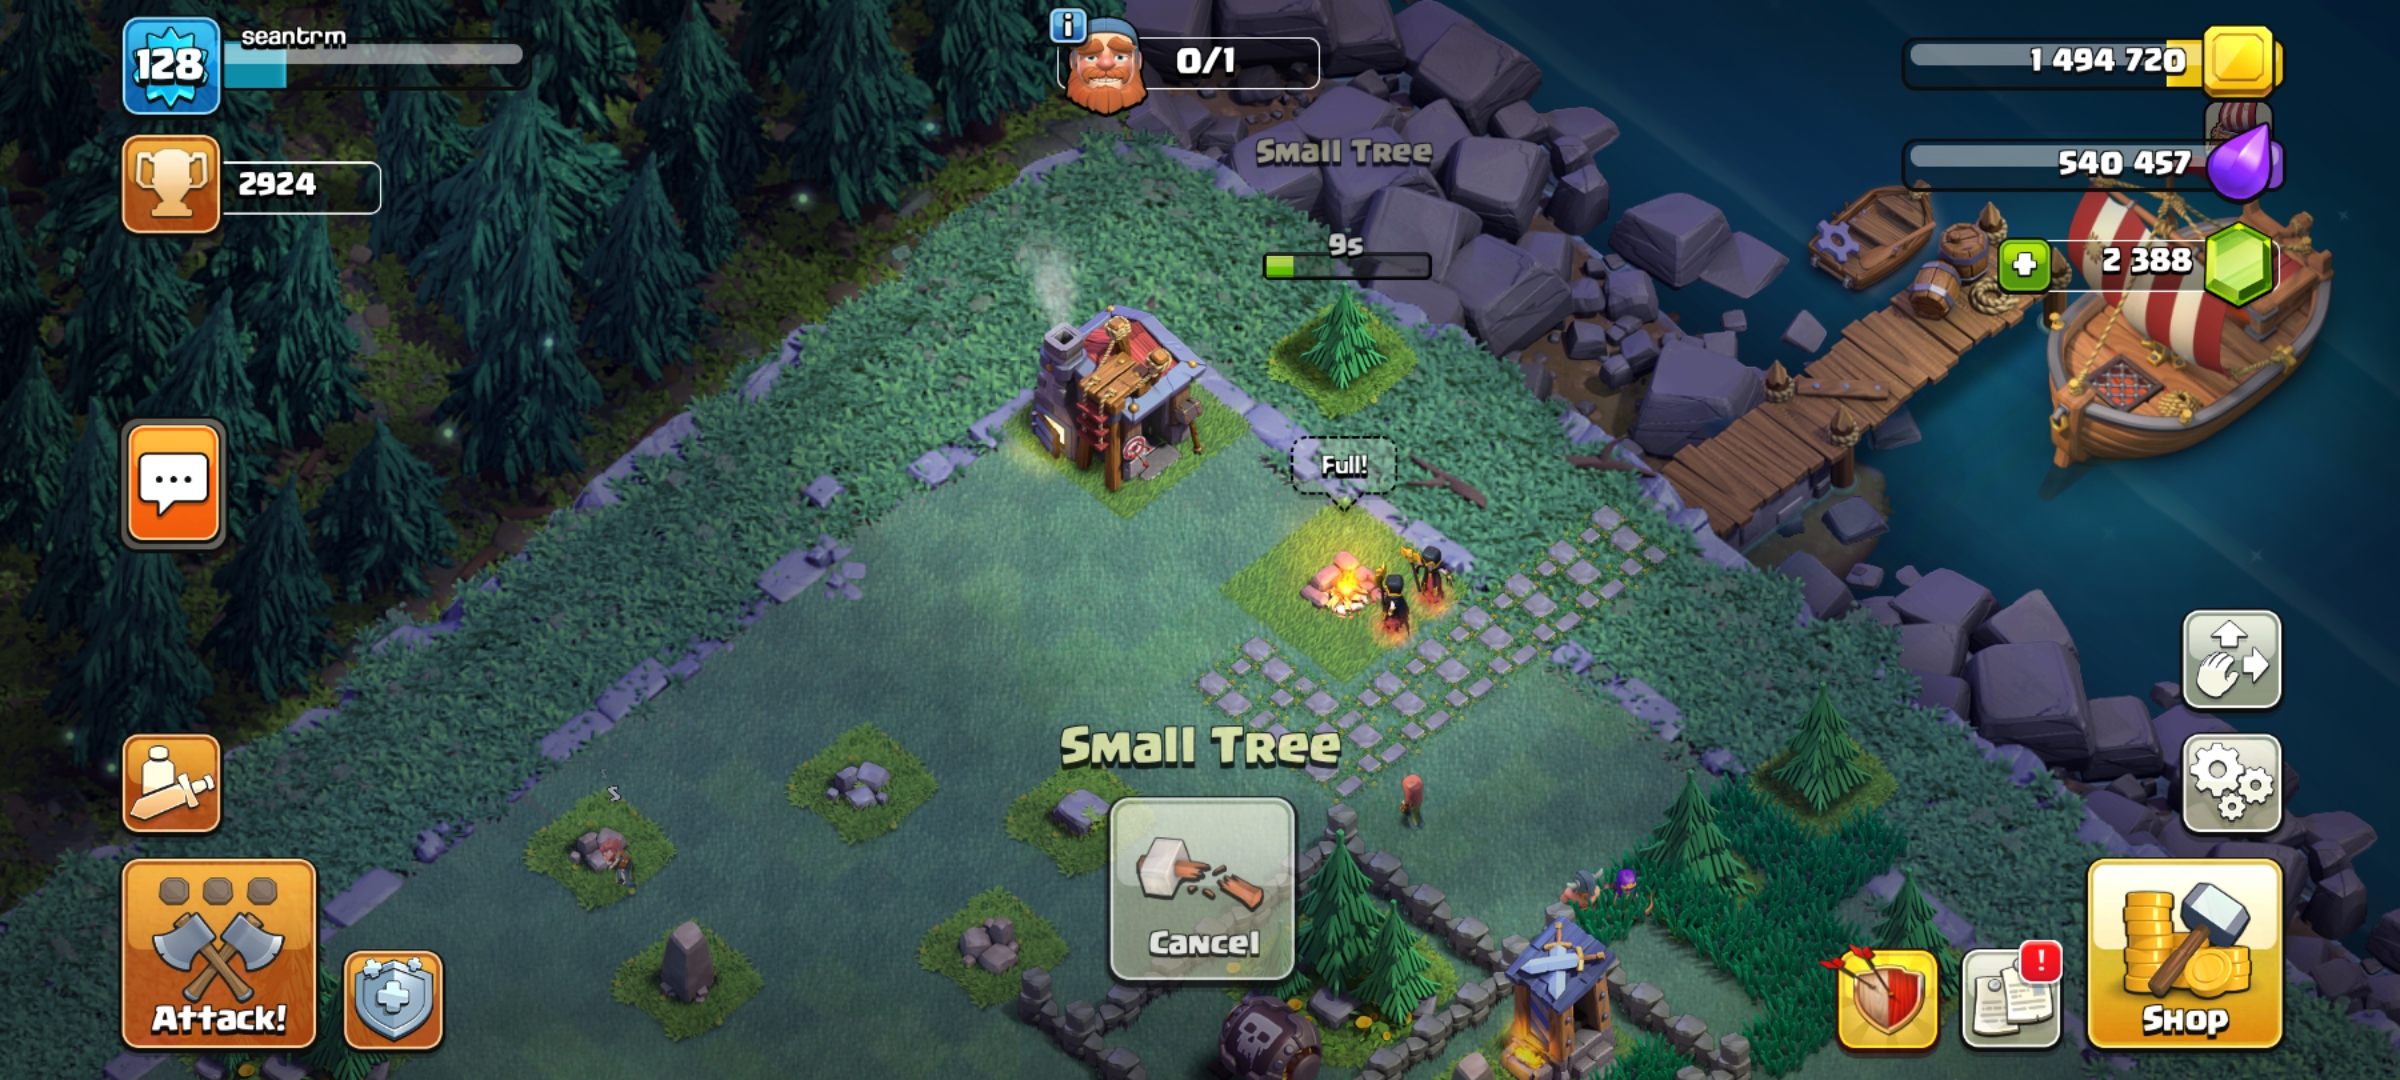 128
seantrm
i
0/1
1 494 720
2924
540 457
2 388
Small Tree
9s
Full!
Small Tree
Cancel
Attack!
!
Shop